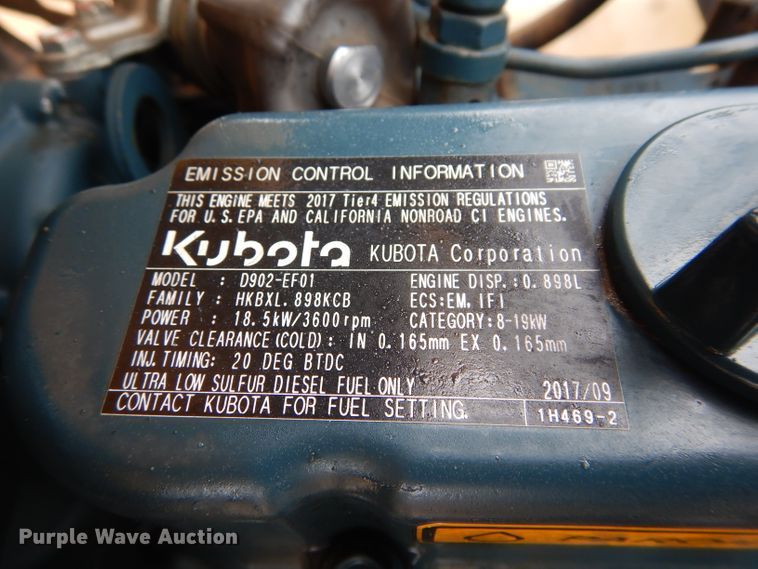 EMISSION CONTROL INFORMATION
THIS ENGINE MEETS 2017 Tier4 EMISSION REGULATIONS
FOR U.S. EPA AND CALIFORNIA NONROAD CI ENGINES.
Kubota KUBOTA Corporation
MODEL : D902-EF01 ENGINE DISP.:0.898L
FAMILY : HKBXL.898KCB ECS:EM,IFI
POWER : 18.5kW/3600rpm CATEGORY:8-19kW
VALVE CLEARANCE(COLD): IN 0.165mm EX 0.165mm
INJ.TIMING: 20 DEG BTDC
ULTRA LOW SULFUR DIESEL FUEL ONLY 2017/09
CONTACT KUBOTA FOR FUEL SETTING. 1H469-2
Purple Wave Auction